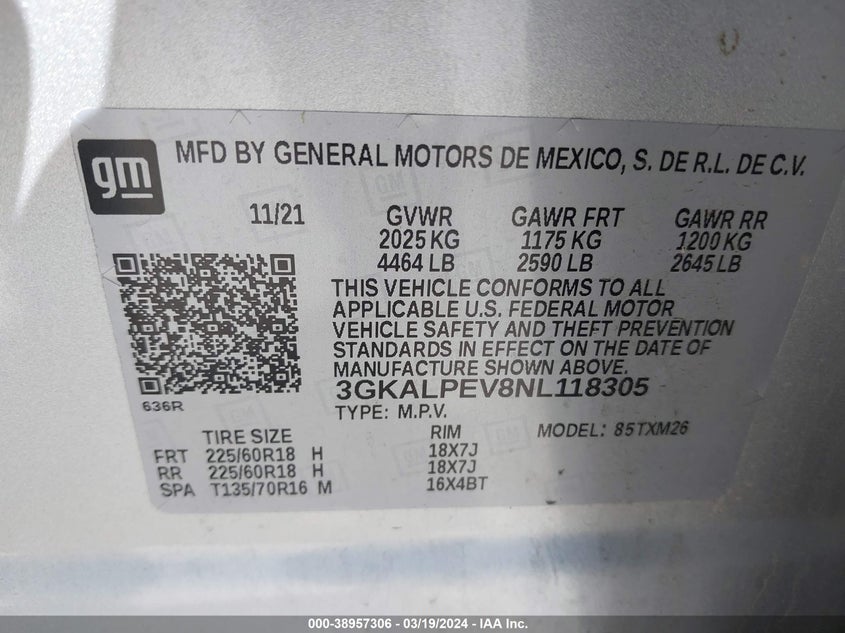 gm
MFD BY GENERAL MOTORS DE MEXICO, S. DE R.L. DE C.V.
11/21 GVWR GAWR FRT GAWR RR
2025 KG 1175 KG 1200 KG
4464 LB 2590 LB 2645 LB
THIS VEHICLE CONFORMS TO ALL
APPLICABLE U.S. FEDERAL MOTOR
VEHICLE SAFETY AND THEFT PREVENTION
STANDARDS IN EFFECT ON THE DATE OF
MANUFACTURE SHOWN ABOVE.
3GKALPEV8NL118305
636R
TYPE: M.P.V.
TIRE SIZE RIM MODEL: 85TXM26
FRT 225/60R18 H 18X7J
RR 225/60R18 H 18X7J
SPA T135/70R16 M 16X4BT
000-38957306 - 03/19/2024 - IAA Inc.